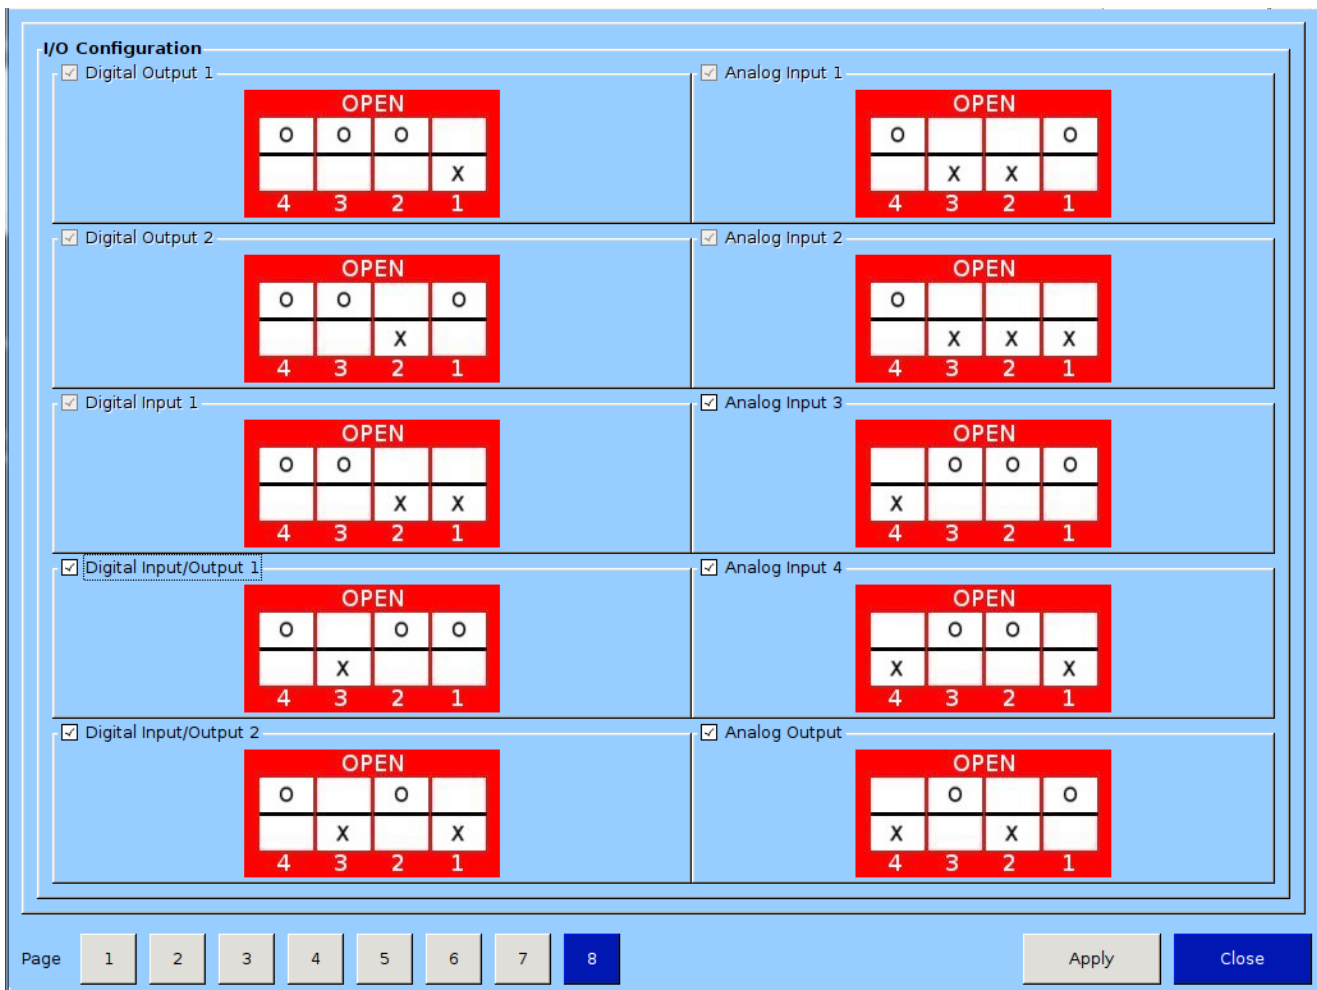 I/O Configuration
Digital Output 1
OPEN
O O O
X
4 3 2 1
Analog Input 1
OPEN
O O
X X
4 3 2 1
Digital Output 2
OPEN
O O O
X
4 3 2 1
Analog Input 2
OPEN
O
X X X
4 3 2 1
Digital Input 1
OPEN
O O
X X
4 3 2 1
Analog Input 3
OPEN
O O O
X
4 3 2 1
Digital Input/Output 1
OPEN
O O O
X
4 3 2 1
Analog Input 4
OPEN
O O
X X
4 3 2 1
Digital Input/Output 2
OPEN
O O
X X
4 3 2 1
Analog Output
OPEN
O O
X X
4 3 2 1
Page 1 2 3 4 5 6 7 8 Apply Close